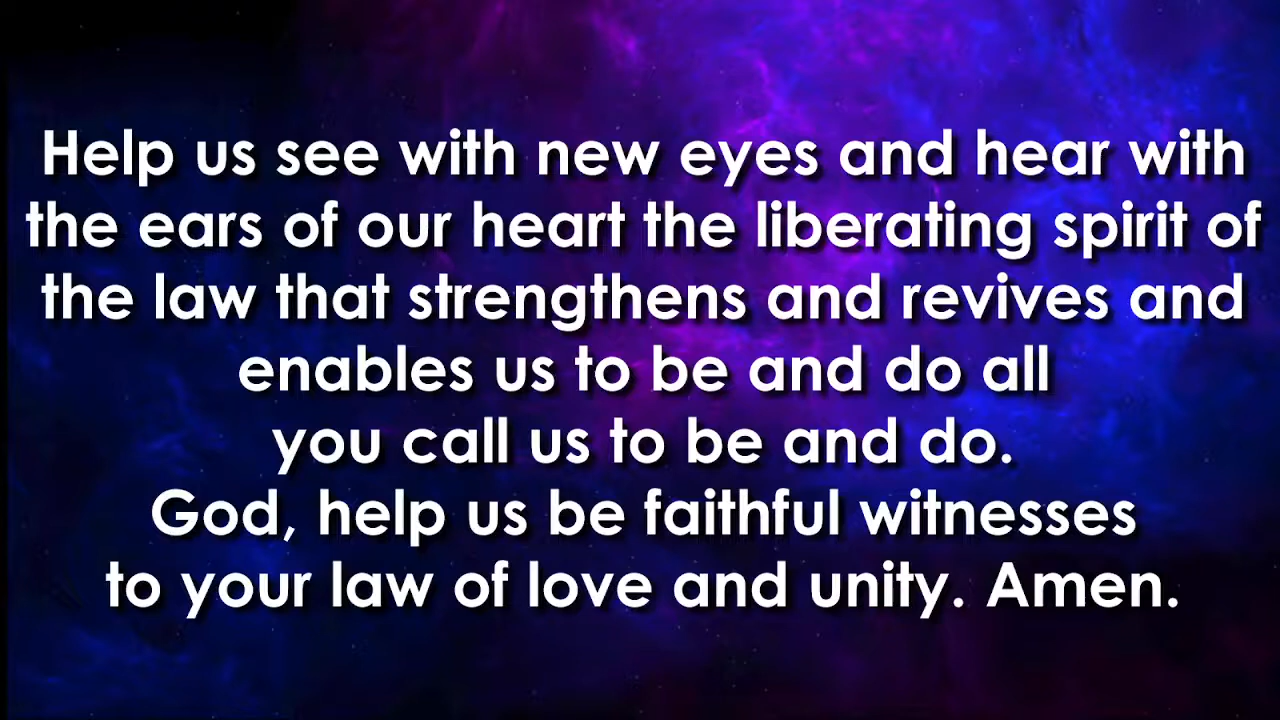 Help us see with new eyes and hear with
the ears of our heart the liberating spirit of
the law that strengthens and revives and
enables us to be and do all
you call us to be and do.
God, help us be faithful witnesses
to your law of love and unity. Amen.